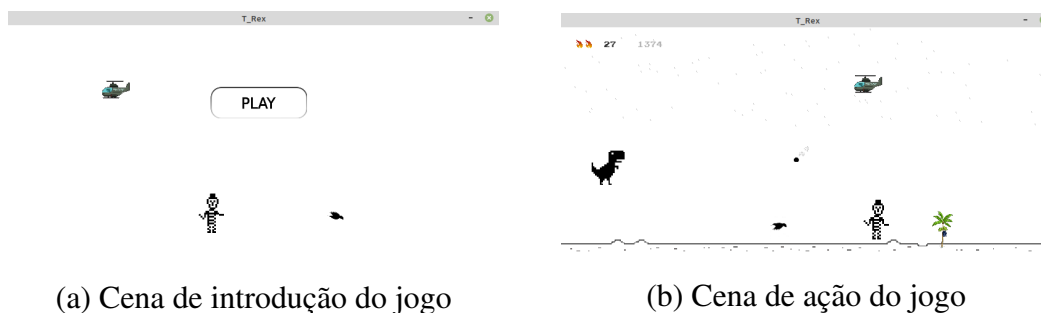 T_Rex
PLAY
(a) Cena de introdução do jogo
T_Rex
27 1374
(b) Cena de ação do jogo